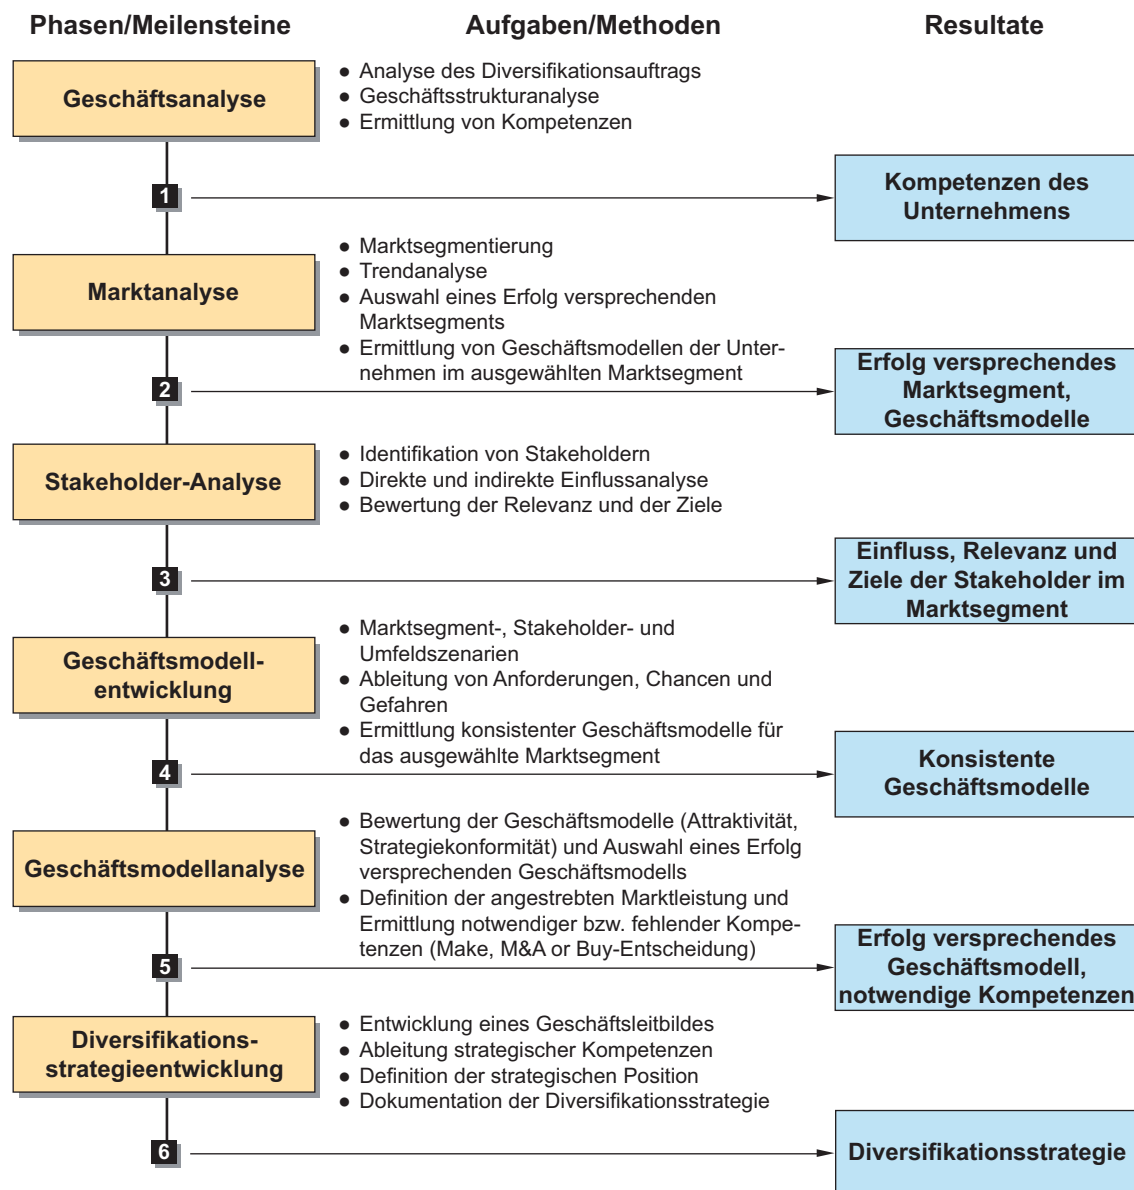 Phasen/Meilensteine
Aufgaben/Methoden
Resultate
Geschäftsanalyse
● Analyse des Diversifikationsauftrags
● Geschäftsstrukturanalyse
● Ermittlung von Kompetenzen
1
Kompetenzen des
Unternehmens
Marktanalyse
● Marktsegmentierung
● Trendanalyse
● Auswahl eines Erfolg versprechenden
Marktsegments
● Ermittlung von Geschäftsmodellen der Unter-
nehmen im ausgewählten Marktsegment
2
Erfolg versprechendes
Marktsegment,
Geschäftsmodelle
Stakeholder-Analyse
● Identifikation von Stakeholdern
● Direkte und indirekte Einflussanalyse
● Bewertung der Relevanz und der Ziele
3
Einfluss, Relevanz und
Ziele der Stakeholder im
Marktsegment
Geschäftsmodell-
entwicklung
● Marktsegment-, Stakeholder- und
Umfeldszenarien
● Ableitung von Anforderungen, Chancen und
Gefahren
● Ermittlung konsistenter Geschäftsmodelle für
das ausgewählte Marktsegment
4
Konsistente
Geschäftsmodelle
Geschäftsmodellanalyse
● Bewertung der Geschäftsmodelle (Attraktivität,
Strategiekonformität) und Auswahl eines Erfolg
versprechenden Geschäftsmodells
● Definition der angestrebten Marktleistung und
Ermittlung notwendiger bzw. fehlender Kompe-
tenzen (Make, M&A or Buy-Entscheidung)
5
Erfolg versprechendes
Geschäftsmodell,
notwendige Kompetenzen
Diversifikations-
strategieentwicklung
● Entwicklung eines Geschäftsleitbildes
● Ableitung strategischer Kompetenzen
● Definition der strategischen Position
● Dokumentation der Diversifikationsstrategie
6
Diversifikationsstrategie